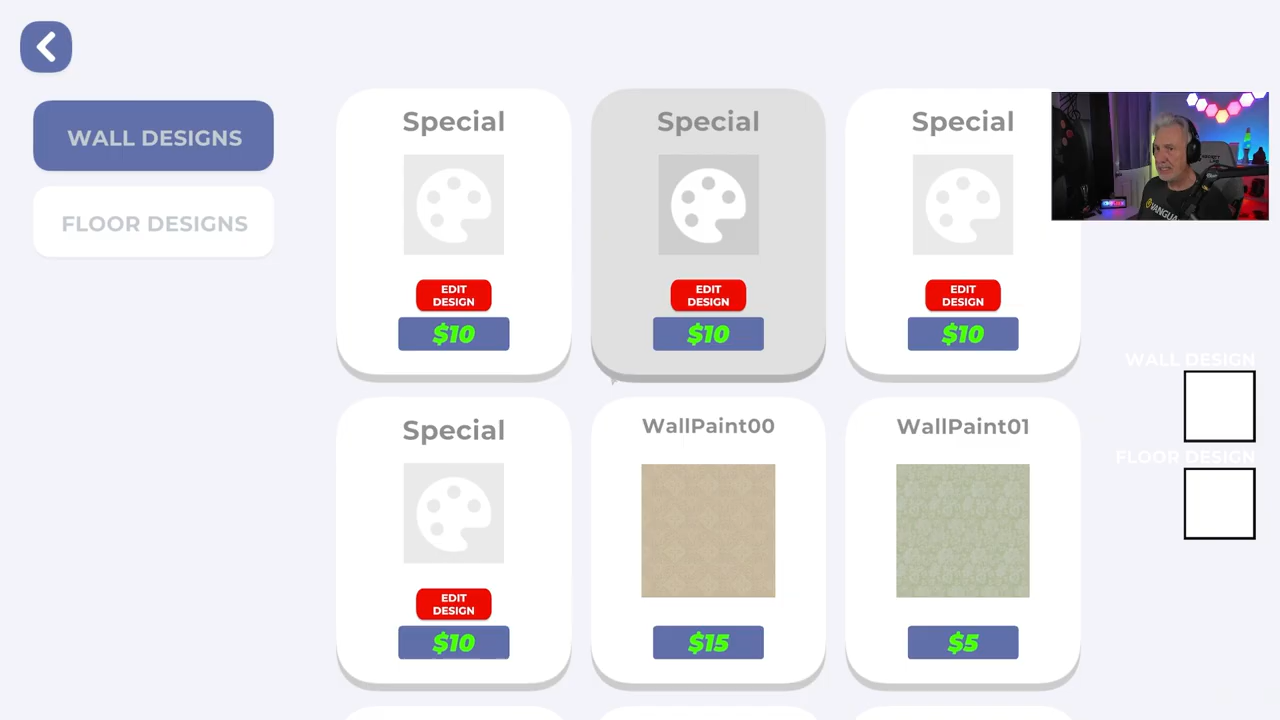 WALL DESIGNS
FLOOR DESIGNS
Special
EDIT
DESIGN
$10
Special
EDIT
DESIGN
$10
Special
EDIT
DESIGN
$10
Special
EDIT
DESIGN
$10
WallPaint00
$15
WallPaint01
$5
WALL DESIGN
FLOOR DESIGN
VANGUA